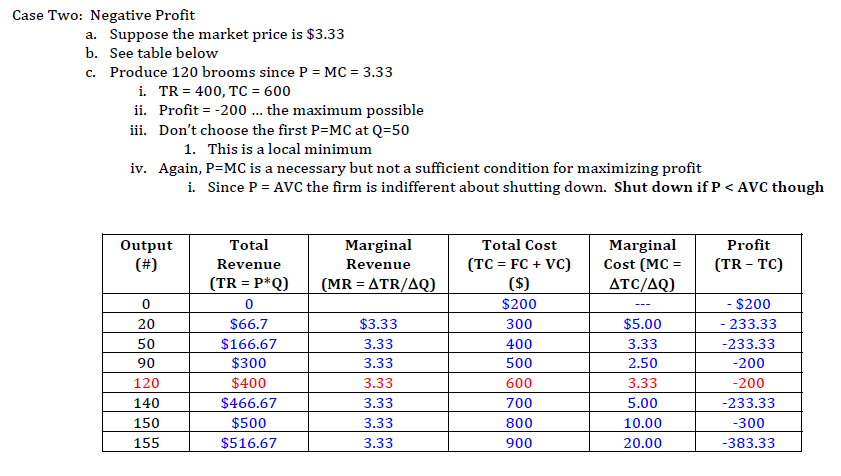 Case Two: Negative Profit
a. Suppose the market price is $3.33
b. See table below
c. Produce 120 brooms since P = MC = 3.33
i. TR = 400, TC = 600
ii. Profit = -200 … the maximum possible
iii. Don’t choose the first P=MC at Q=50
1. This is a local minimum
iv. Again, P=MC is a necessary but not a sufficient condition for maximizing profit
i. Since P = AVC the firm is indifferent about shutting down. Shut down if P < AVC though
Output Total Marginal Total Cost Marginal Profit
(#) Revenue Revenue (TC = FC + VC) Cost (MC = (TR – TC)
(TR = P*Q) (MR = ΔTR/ΔQ) ($) ΔTC/ΔQ)
0 0 $200 --- - $200
20 $66.7 $3.33 300 $5.00 - 233.33
50 $166.67 3.33 400 3.33 -233.33
90 $300 3.33 500 2.50 -200
120 $400 3.33 600 3.33 -200
140 $466.67 3.33 700 5.00 -233.33
150 $500 3.33 800 10.00 -300
155 $516.67 3.33 900 20.00 -383.33